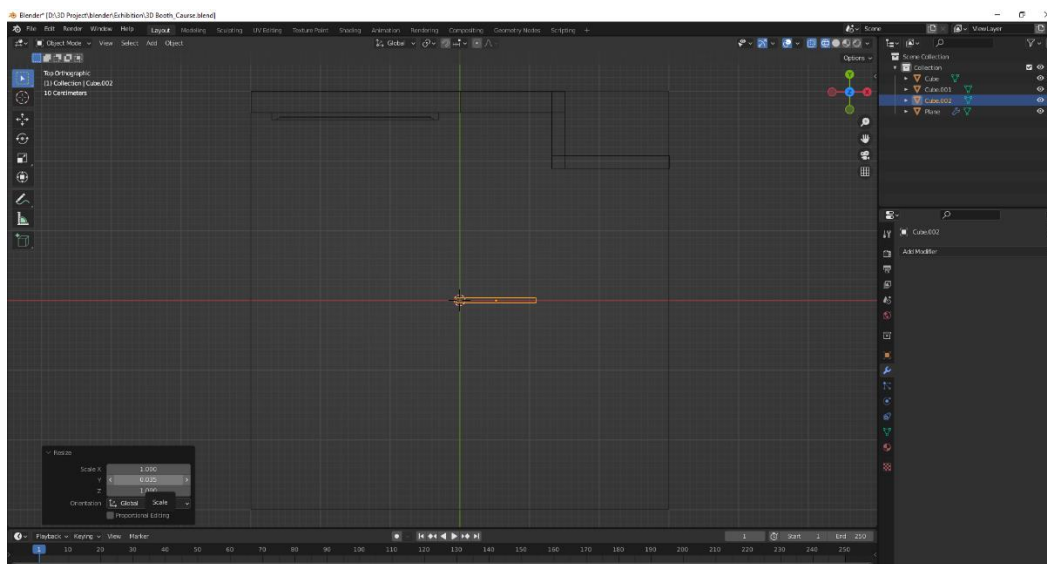 Blender* [D:\3D Project\blender\Exhibition\3D Booth_Caurse.blend]
File Edit Render Window Help Layout Modeling Sculpting UV Editing Texture Paint Shading Animation Rendering Compositing Geometry Nodes Scripting + Scene ViewLayer
Object Mode View Select Add Object Global
Options
Top Orthographic
(1) Collection | Cube.002
10 Centimeters
Scene Collection
Collection
Cube
Cube.001
Cube.002
Plane
Cube.002
Add Modifier
Resize
Scale X 1.000
Y 0.035
Z 1.000
Orientation Global Scale
Proportional Editing
Playback Keying View Marker 1 Start 1 End 250
1 10 20 30 40 50 60 70 80 90 100 110 120 130 140 150 160 170 180 190 200 210 220 230 240 250